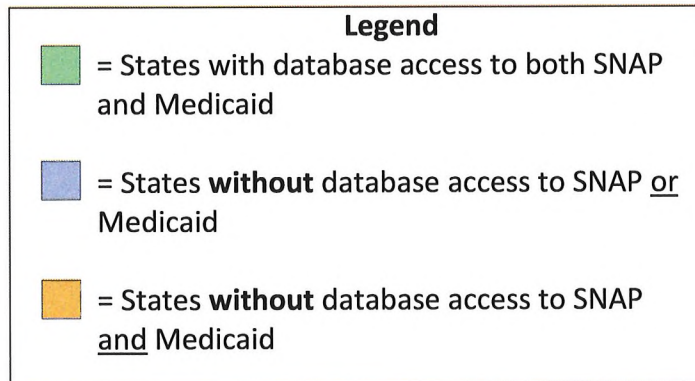 Legend
= States with database access to both SNAP
and Medicaid
= States without database access to SNAP or
Medicaid
= States without database access to SNAP
and Medicaid